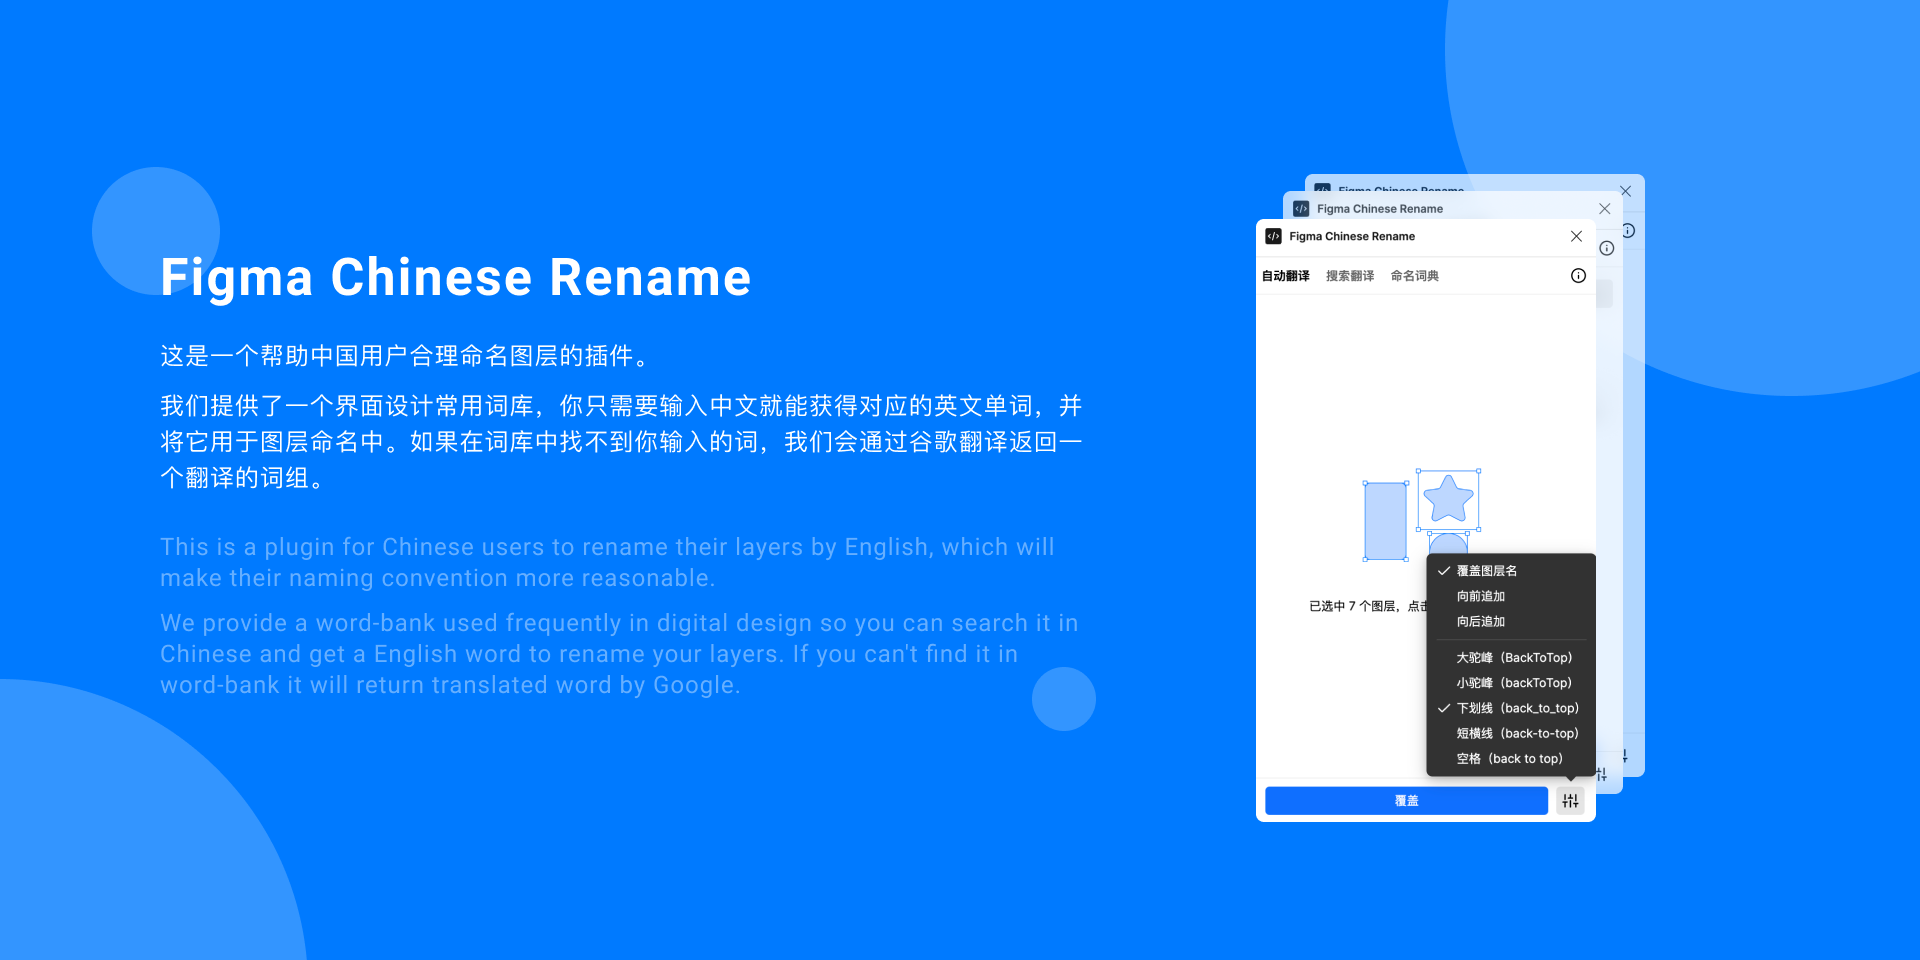 Figma Chinese Rename
这是一个帮助中国用户合理命名图层的插件。
我们提供了一个界面设计常用词库，你只需要输入中文就能获得对应的英文单词，并
将它用于图层命名中。如果在词库中找不到你输入的词，我们会通过谷歌翻译返回一
个翻译的词组。
This is a plugin for Chinese users to rename their layers by English, which will
make their naming convention more reasonable.
We provide a word-bank used frequently in digital design so you can search it in
Chinese and get a English word to rename your layers. If you can't find it in
word-bank it will return translated word by Google.
Figma Chinese Rename
Figma Chinese Rename
Figma Chinese Rename
自动翻译 搜索翻译 命名词典
已选中 7 个图层，点击
覆盖图层名
向前追加
向后追加
大驼峰（BackToTop）
小驼峰（backToTop）
下划线（back_to_top）
短横线（back-to-top）
空格（back to top）
覆盖